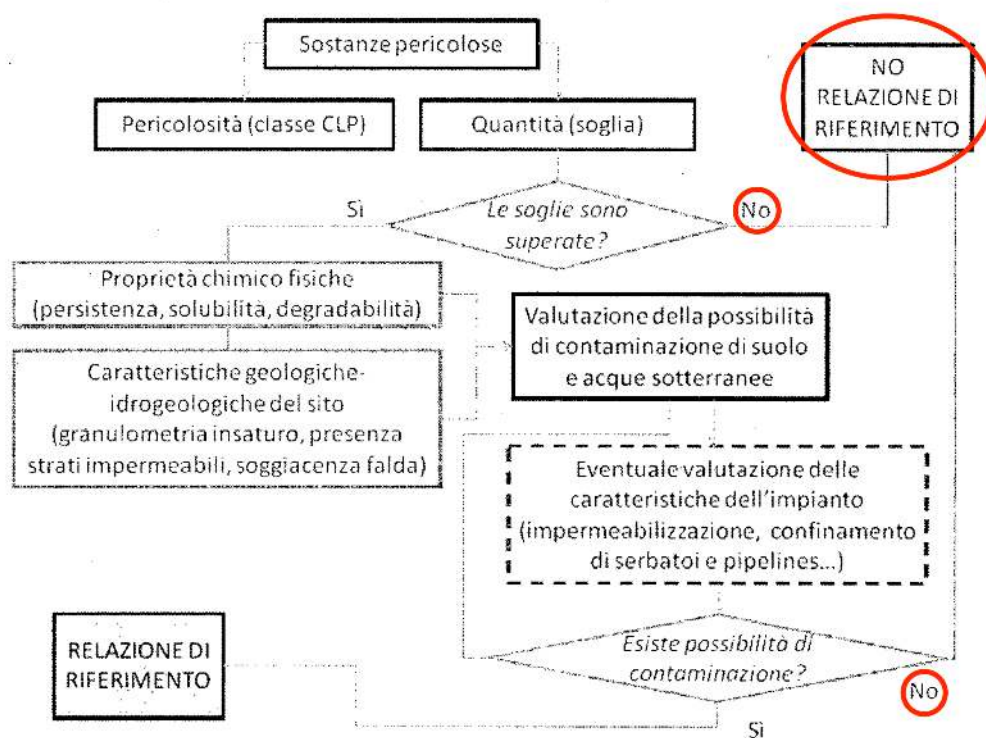 Sostanze pericolose
NO
RELAZIONE DI
RIFERIMENTO
Pericolosità (classe CLP)
Quantità (soglia)
Sì
Le soglie sono
superate?
No
Proprietà chimico fisiche
(persistenza, solubilità, degradabilità)
Valutazione della possibilità
di contaminazione di suolo
e acque sotterranee
Caratteristiche geologiche-
idrogeologiche del sito
(granulometria insaturo, presenza
strati impermeabili, soggiacenza falda)
Eventuale valutazione delle
caratteristiche dell'impianto
(impermeabilizzazione, confinamento
di serbatoi e pipelines...)
RELAZIONE DI
RIFERIMENTO
Esiste possibilità di
contaminazione?
No
Sì